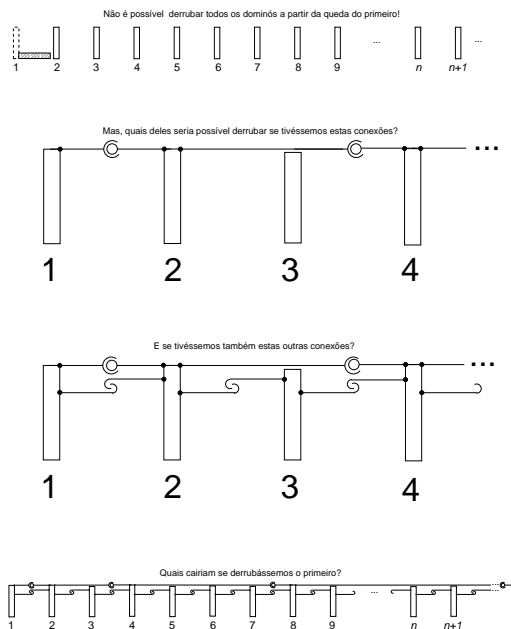 Não é possível derrubar todos os dominós a partir da queda do primeiro!
... ...
1 2 3 4 5 6 7 8 9 n n+1
Mas, quais deles seria possível derrubar se tivéssemos estas conexões?
...
1 2 3 4
E se tivéssemos também estas outras conexões?
...
1 2 3 4
Quais cairiam se derrubássemos o primeiro?
... ...
1 2 3 4 5 6 7 8 9 n n+1